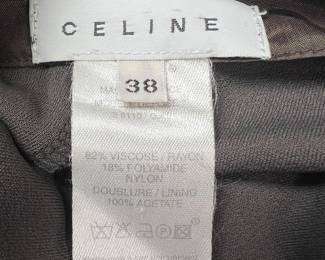 CELINE
38
82% VISCOSE / RAYON
18% POLYAMIDE
NYLON
DOUBLURE / LINING
100% ACETATE